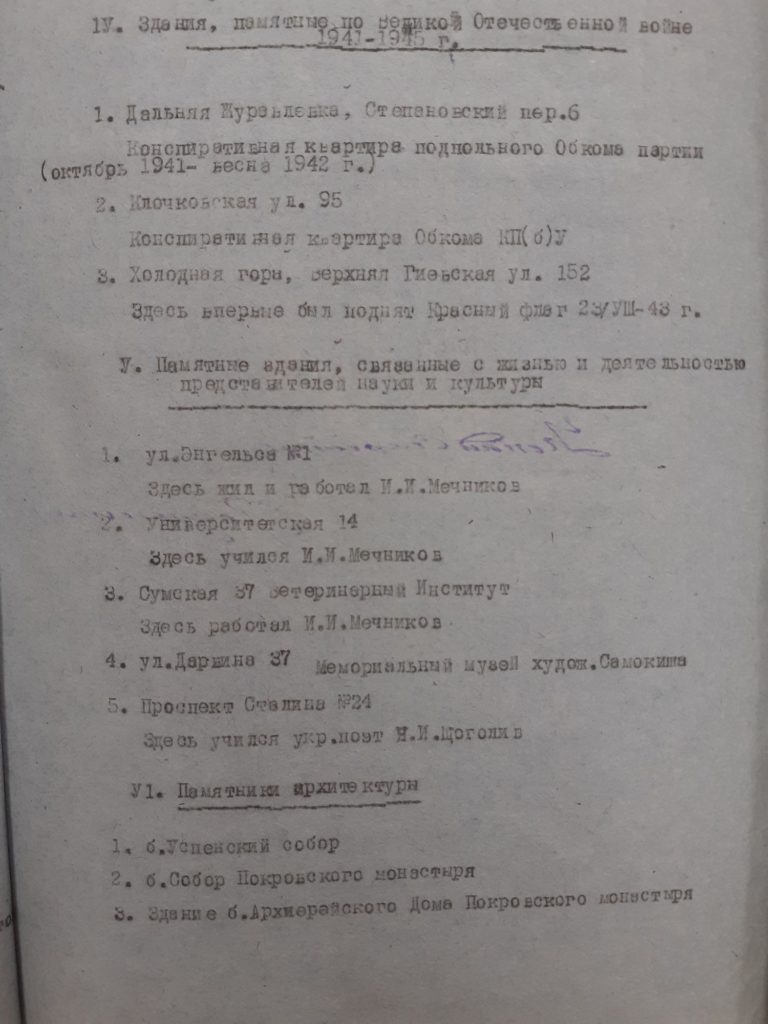 1У. Здания, памятные по великой Отечественной войне
1941-1945 г.
1. Дальняя Журавлевка, Степановский пер.6
Конспиративная квартира подпольного Обкома партии
(октябрь 1941- весна 1942 г.)
2. Клочковская ул. 95
Конспиративная квартира Обкома КП(б)У
3. Холодная гора, верхняя Гиевская ул. 152
Здесь впервые был поднят Красный флаг 23/УШ-43 г.
У. Памятные здания, связанные с жизнью и деятельностью
представителей науки и культуры
1. ул.Энгельса №1
Здесь жил и работал И.И.Мечников
2. Университетская 14
Здесь учился И.И.Мечников
3. Сумская 37 Ветеринарный Институт
Здесь работал И.И.Мечников
4. ул.Дарвина 37 Мемориальный музей худож.Самокиша
5. Проспект Сталина №24
Здесь учился укр.поэт Н.И.Щоголив
У1. Памятники архитектуры
1. б.Успенский собор
2. б.Собор Покровского монастыря
3. Здание б.Архиерейского Дома Покровского монастыря